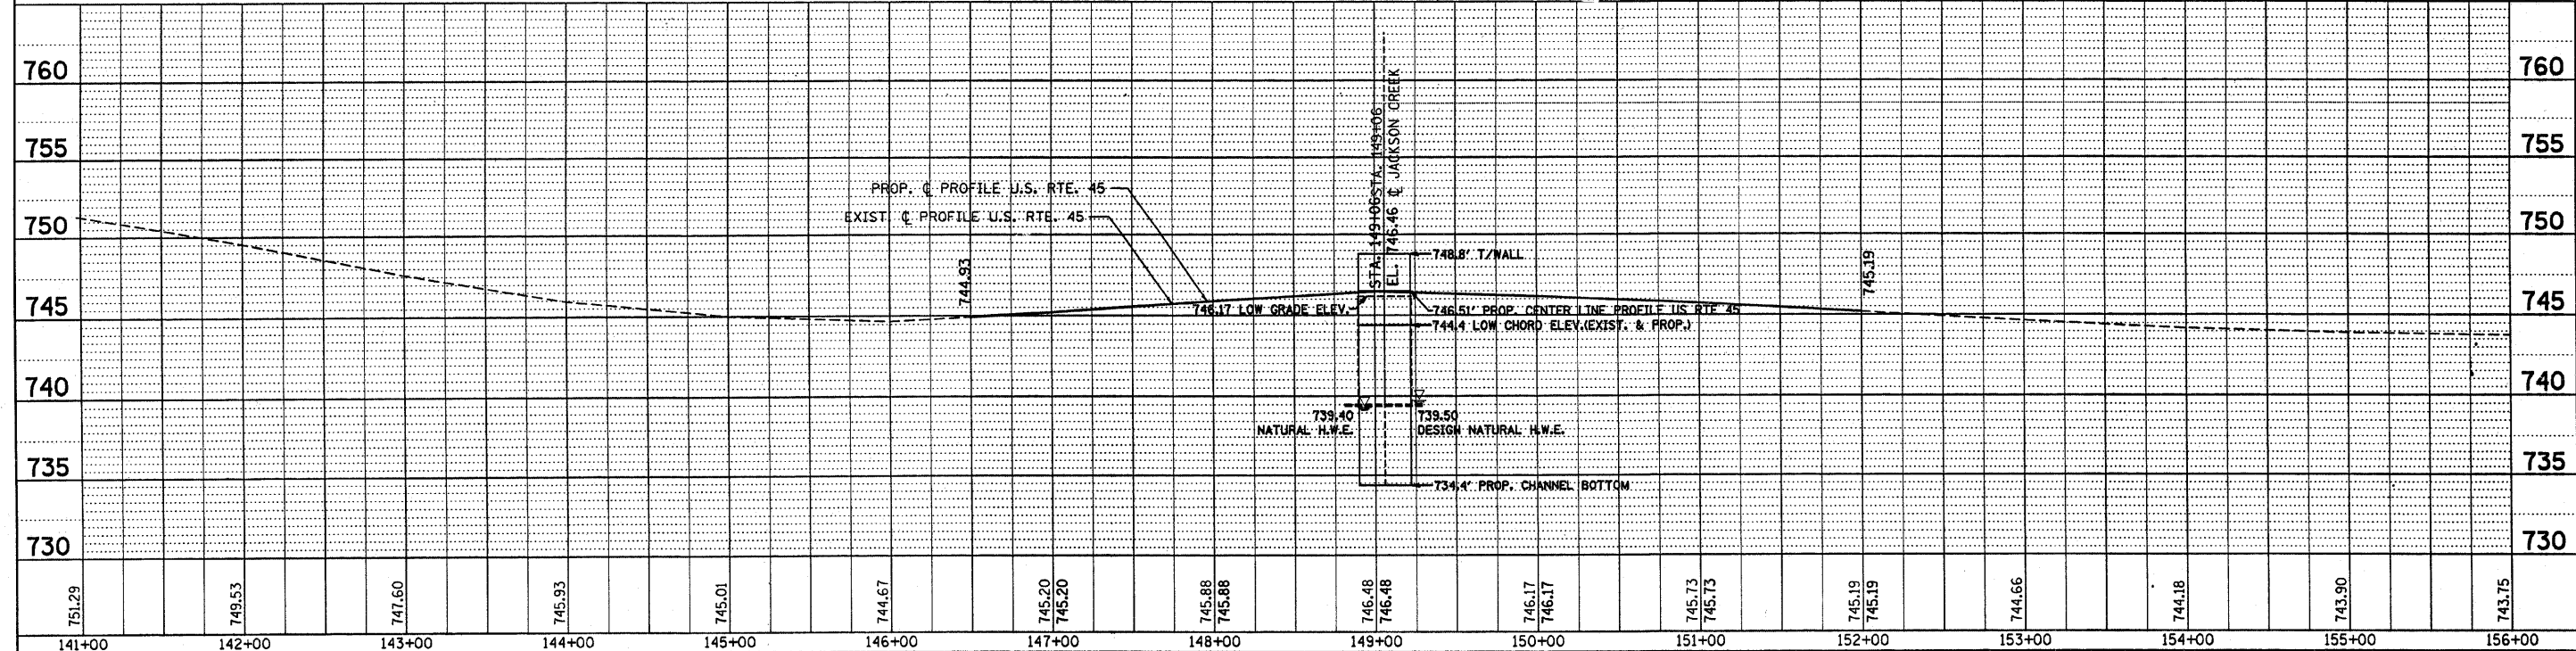 760 760
755 755
750 750
745 745
740 740
735 735
730 730
PROP. ℄ PROFILE U.S. RTE. 45
EXIST. ℄ PROFILE U.S. RTE. 45
744.93
STA. 149+06 STA. 149+06
EL. 746.46 ℄ JACKSON CREEK
748.8' T/WALL
745.19
746.17 LOW GRADE ELEV.
746.51' PROP. CENTER LINE PROFILE US RTE 45
744.4 LOW CHORD ELEV.(EXIST. & PROP.)
739.40
NATURAL H.W.E.
739.50
DESIGN NATURAL H.W.E.
734.4' PROP. CHANNEL BOTTOM
751.29 749.53 747.60 745.93 745.01 744.67 745.20 745.20 745.88 745.88 746.48 746.48 746.17 746.17 745.73 745.73 745.19 745.19 744.66 744.18 743.90 743.75
141+00 142+00 143+00 144+00 145+00 146+00 147+00 148+00 149+00 150+00 151+00 152+00 153+00 154+00 155+00 156+00